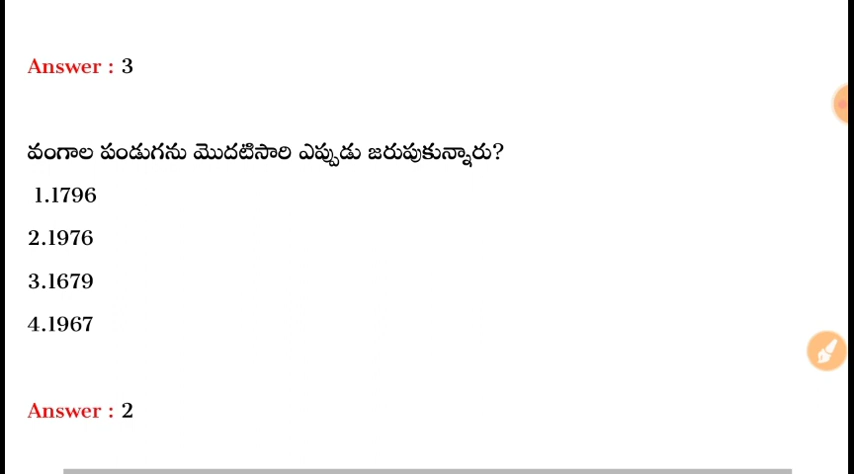 Answer : 3
వంగాల పండుగను మొదటిసారి ఎప్పుడు జరుపుకున్నారు?
1.1796
2.1976
3.1679
4.1967
Answer : 2